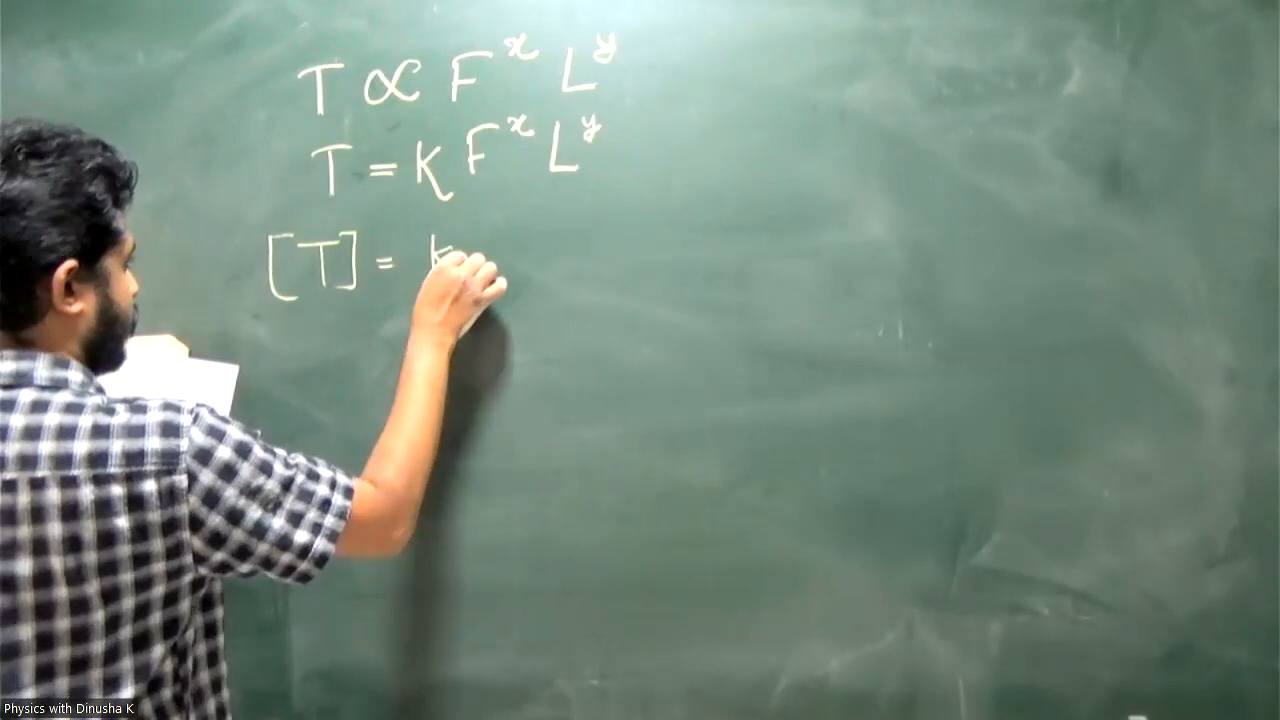 T ∝ F^x L^y
T = K F^x L^y
[T] = K
Physics with Dinusha K